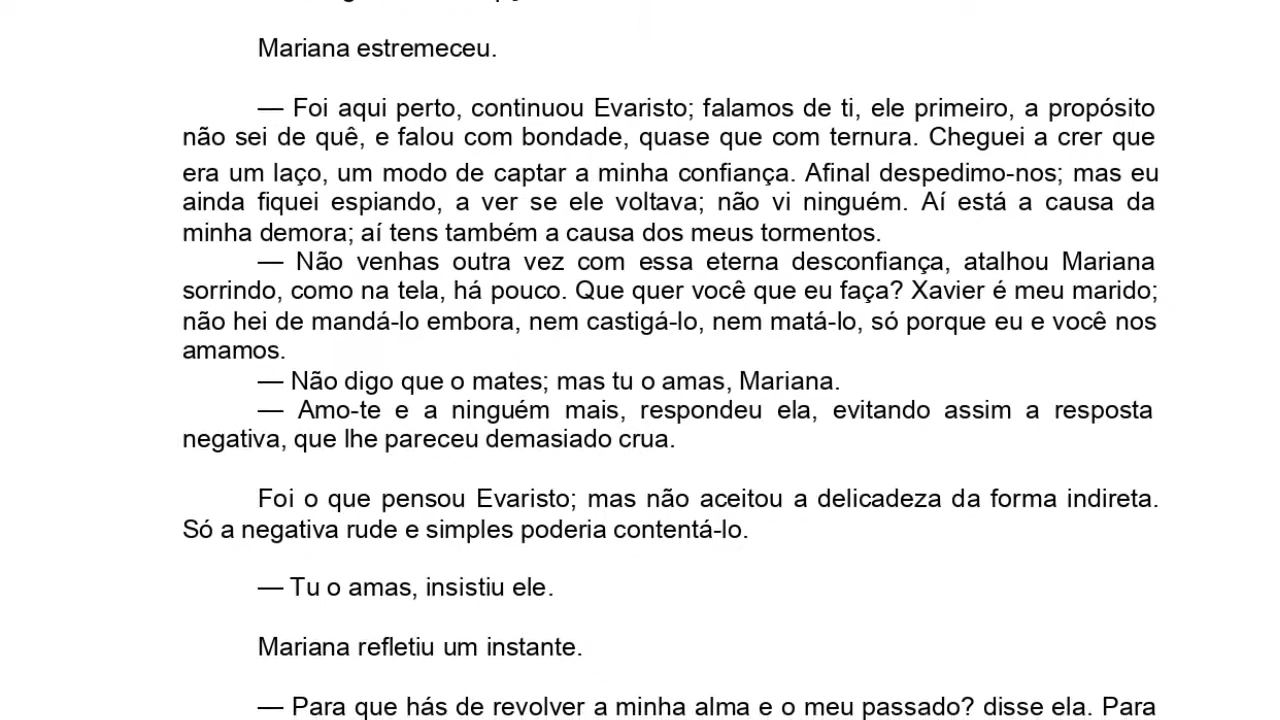 Mariana estremeceu.
— Foi aqui perto, continuou Evaristo; falamos de ti, ele primeiro, a propósito
não sei de quê, e falou com bondade, quase que com ternura. Cheguei a crer que
era um laço, um modo de captar a minha confiança. Afinal despedimo-nos; mas eu
ainda fiquei espiando, a ver se ele voltava; não vi ninguém. Aí está a causa da
minha demora; aí tens também a causa dos meus tormentos.
— Não venhas outra vez com essa eterna desconfiança, atalhou Mariana
sorrindo, como na tela, há pouco. Que quer você que eu faça? Xavier é meu marido;
não hei de mandá-lo embora, nem castigá-lo, nem matá-lo, só porque eu e você nos
amamos.
— Não digo que o mates; mas tu o amas, Mariana.
— Amo-te e a ninguém mais, respondeu ela, evitando assim a resposta
negativa, que lhe pareceu demasiado crua.
Foi o que pensou Evaristo; mas não aceitou a delicadeza da forma indireta.
Só a negativa rude e simples poderia contentá-lo.
— Tu o amas, insistiu ele.
Mariana refletiu um instante.
— Para que hás de revolver a minha alma e o meu passado? disse ela. Para